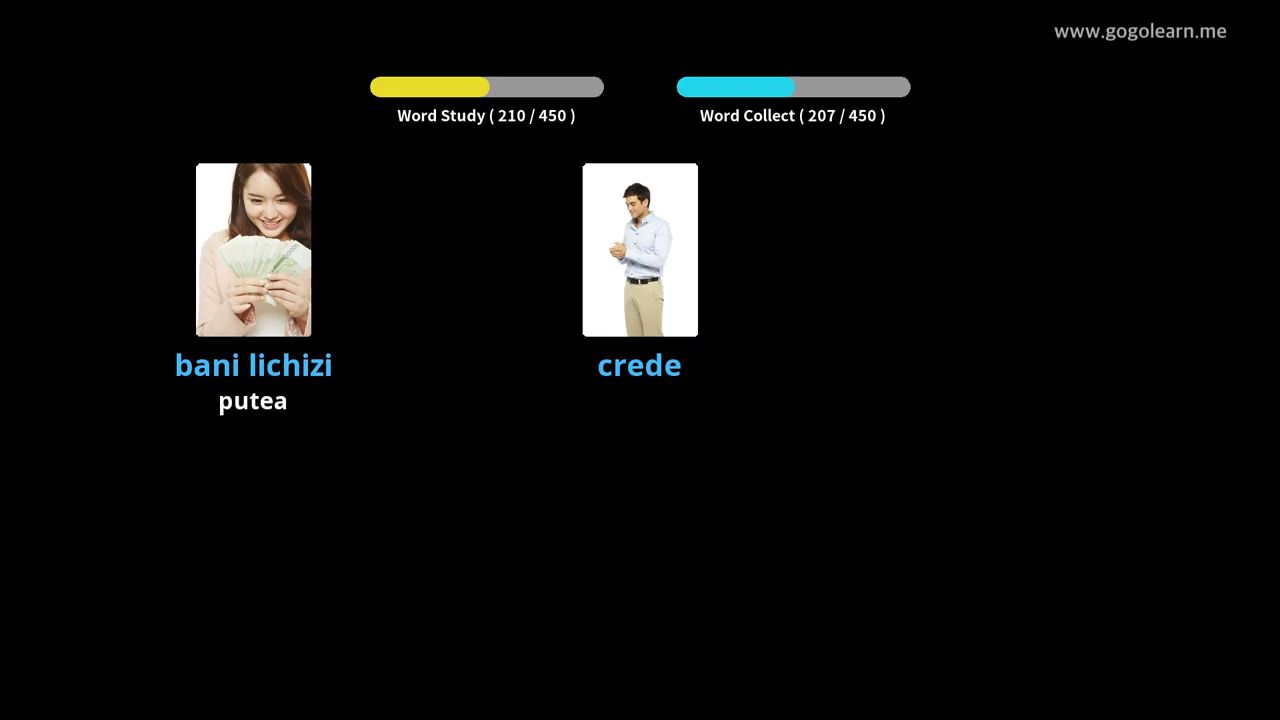 www.gogolearn.me
Word Study ( 210 / 450 )
Word Collect ( 207 / 450 )
bani lichizi
putea
crede